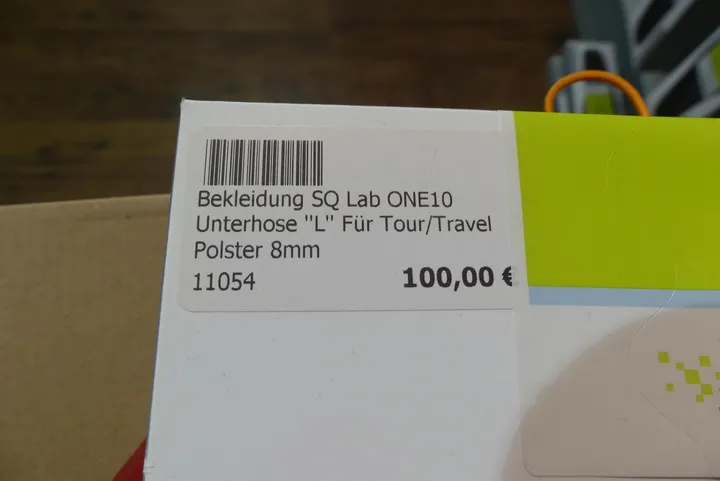 Bekleidung SQ Lab ONE10
Unterhose "L" Für Tour/Travel
Polster 8mm
11054 100,00 €